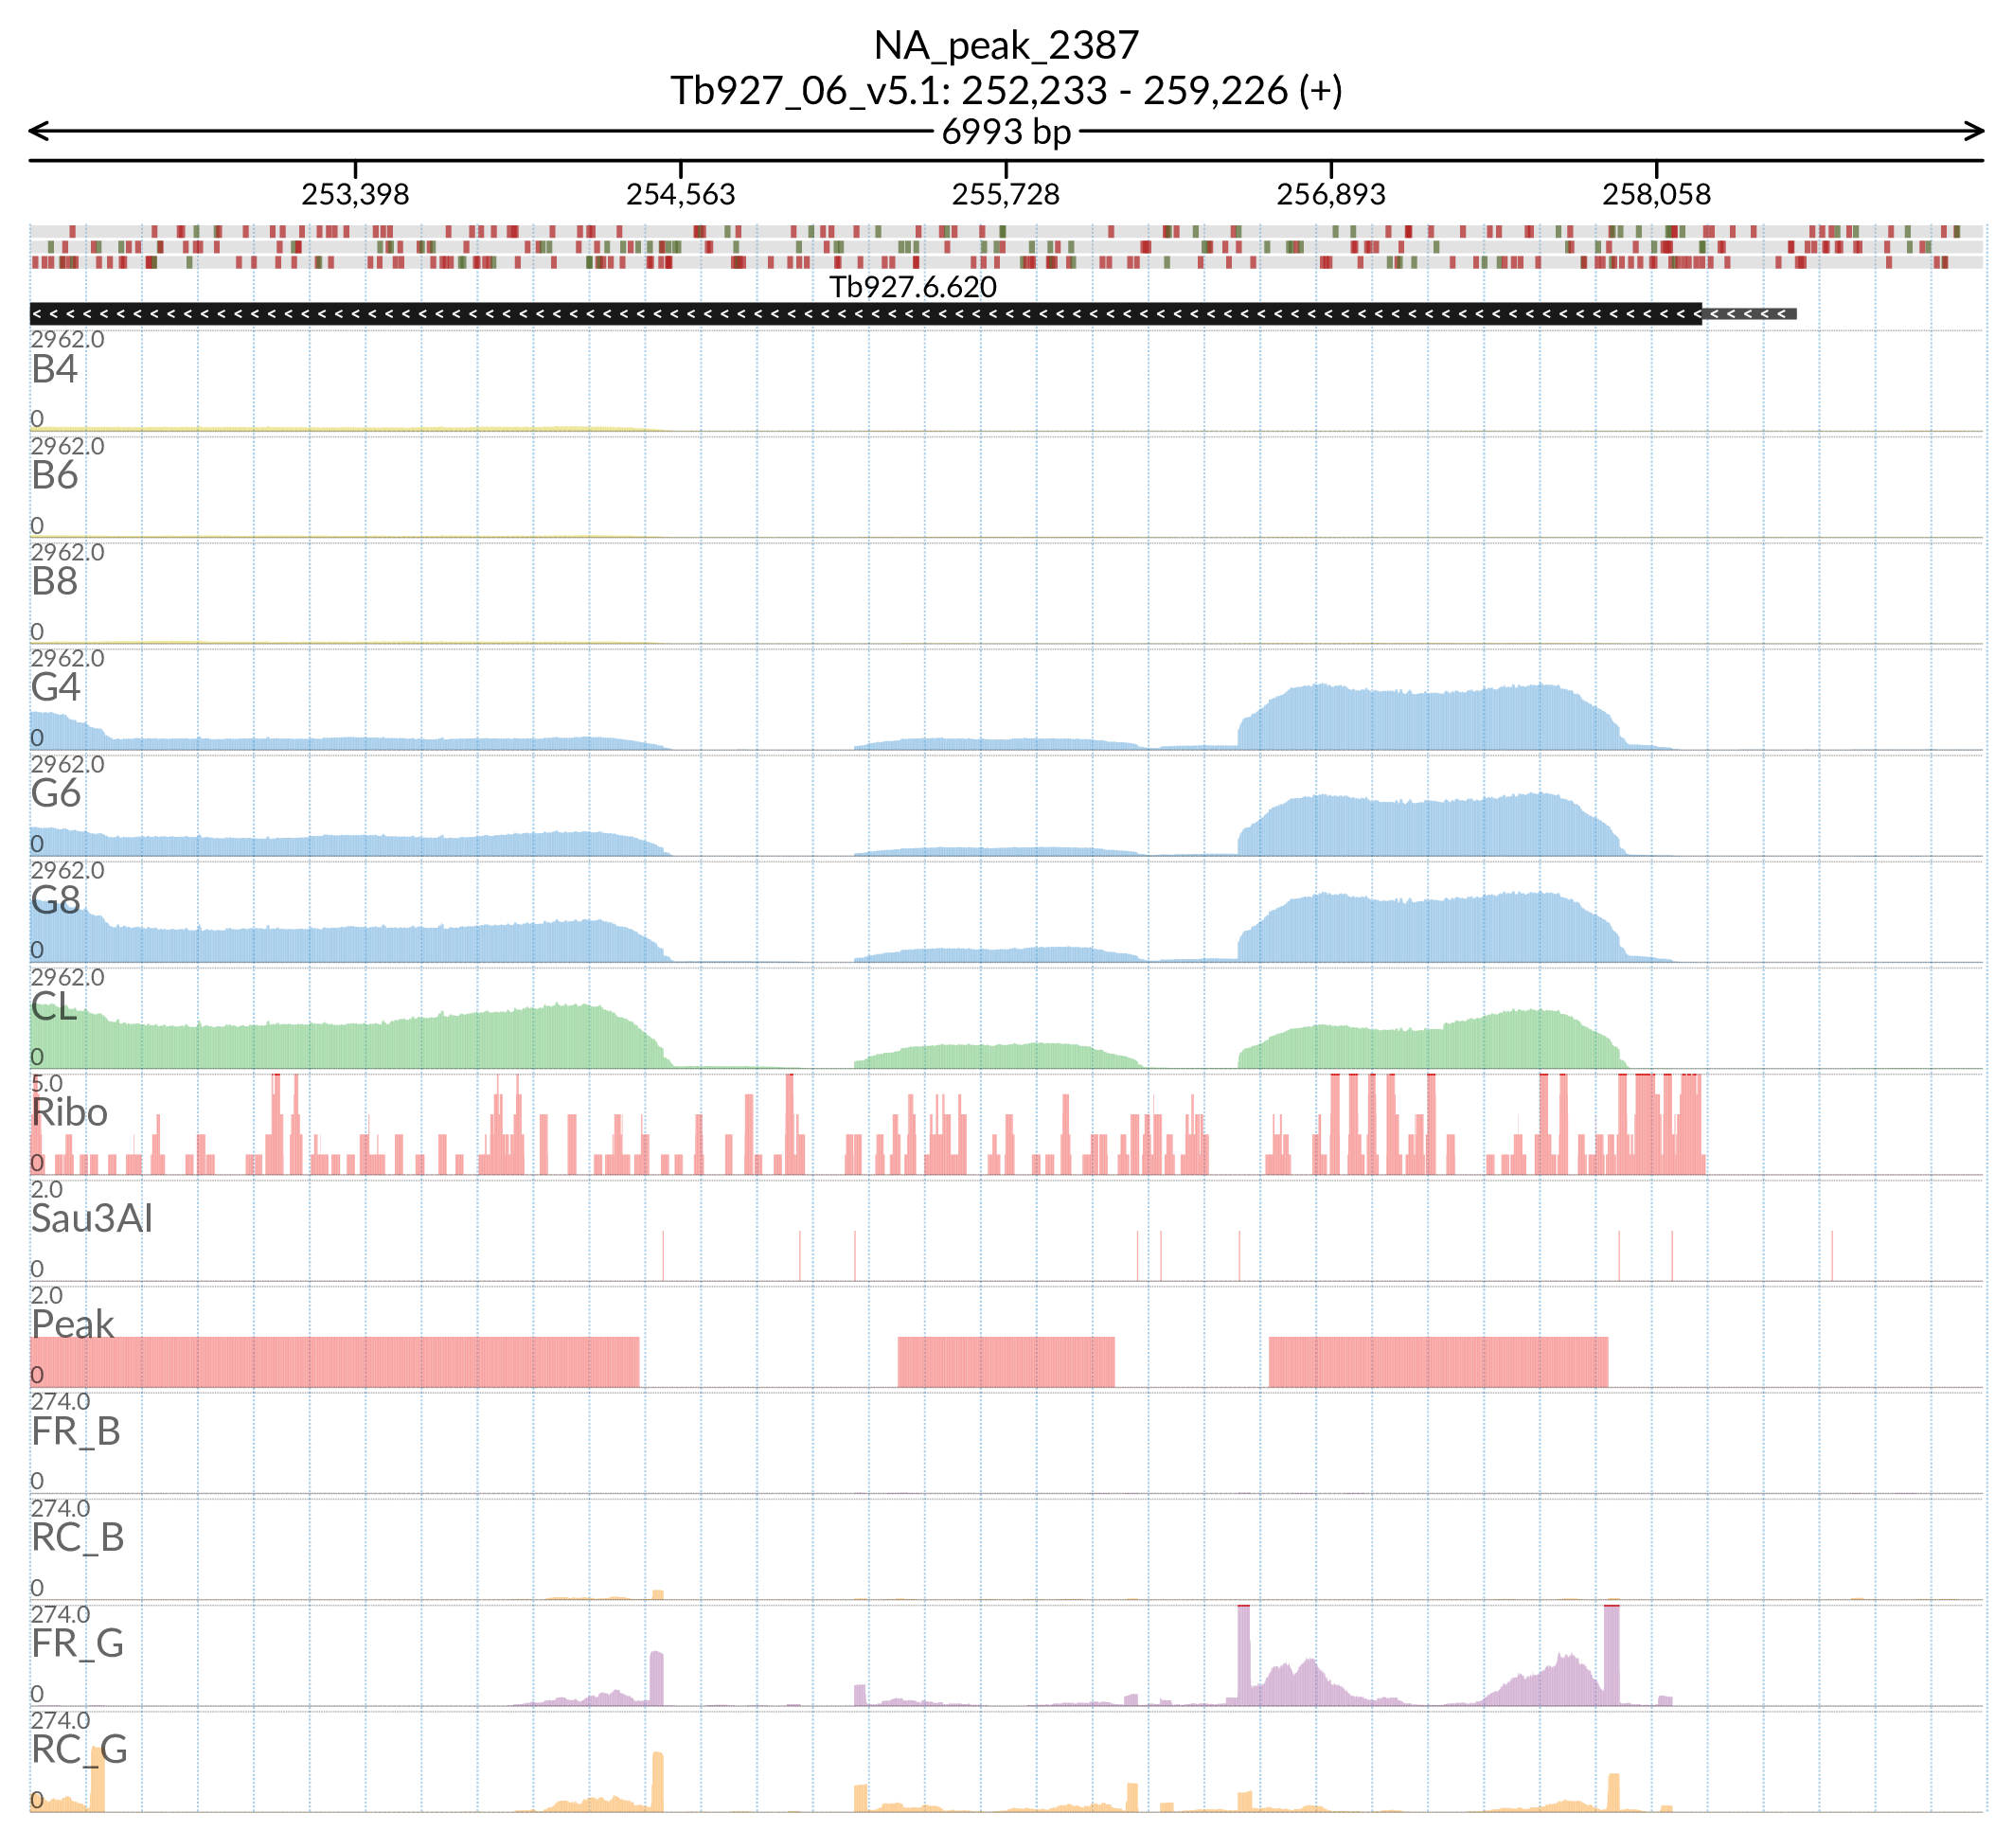 NA_peak_2387
Tb927_06_v5.1: 252,233 - 259,226 (+)
6993 bp
253,398 254,563 255,728 256,893 258,058
Tb927.6.620
2962.0
B4
0
2962.0
B6
0
2962.0
B8
0
2962.0
G4
0
2962.0
G6
0
2962.0
G8
0
2962.0
CL
0
5.0
Ribo
0
2.0
Sau3AI
0
2.0
Peak
0
274.0
FR_B
0
274.0
RC_B
0
274.0
FR_G
0
274.0
RC_G
0